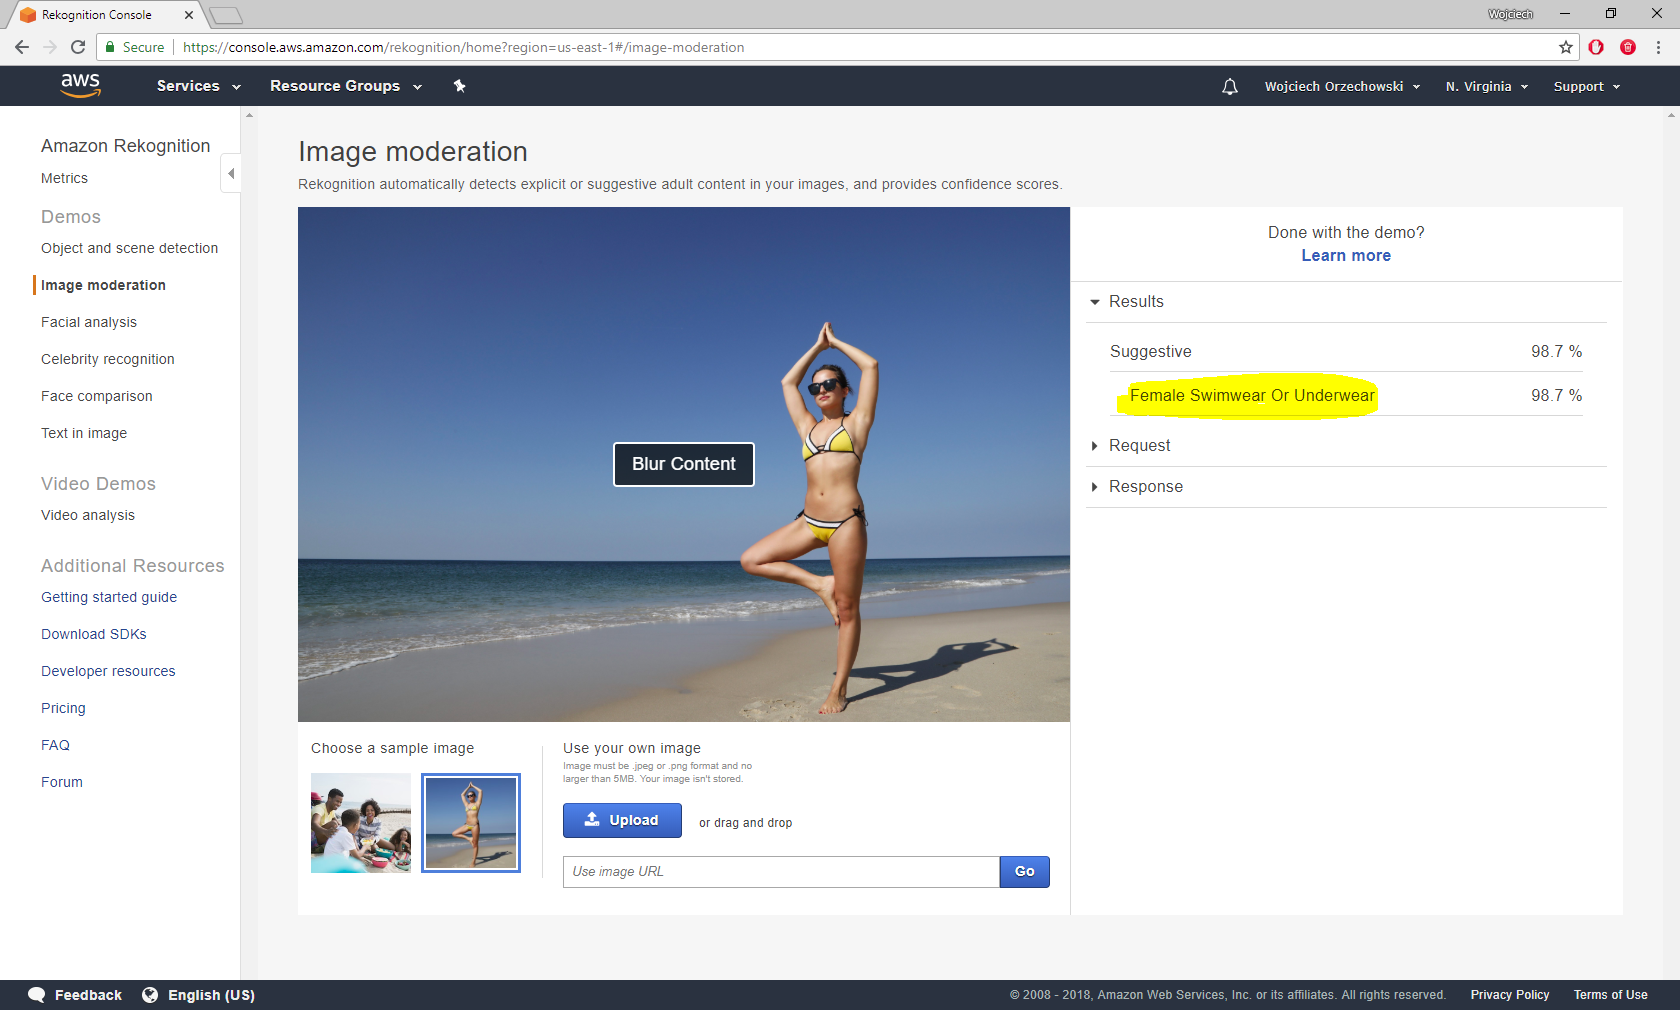 Rekognition Console
Wojciech
Secure
https://console.aws.amazon.com/rekognition/home?region=us-east-1#/image-moderation
aws
Services
Resource Groups
Wojciech Orzechowski
N. Virginia
Support
Amazon Rekognition
Metrics
Demos
Object and scene detection
Image moderation
Facial analysis
Celebrity recognition
Face comparison
Text in image
Video Demos
Video analysis
Additional Resources
Getting started guide
Download SDKs
Developer resources
Pricing
FAQ
Forum
Image moderation
Rekognition automatically detects explicit or suggestive adult content in your images, and provides confidence scores.
Blur Content
Choose a sample image
Use your own image
Image must be .jpeg or .png format and no
larger than 5MB. Your image isn't stored.
Upload
or drag and drop
Use image URL
Go
Done with the demo?
Learn more
Results
Suggestive 98.7 %
Female Swimwear Or Underwear 98.7 %
Request
Response
Feedback
English (US)
© 2008 - 2018, Amazon Web Services, Inc. or its affiliates. All rights reserved.
Privacy Policy
Terms of Use